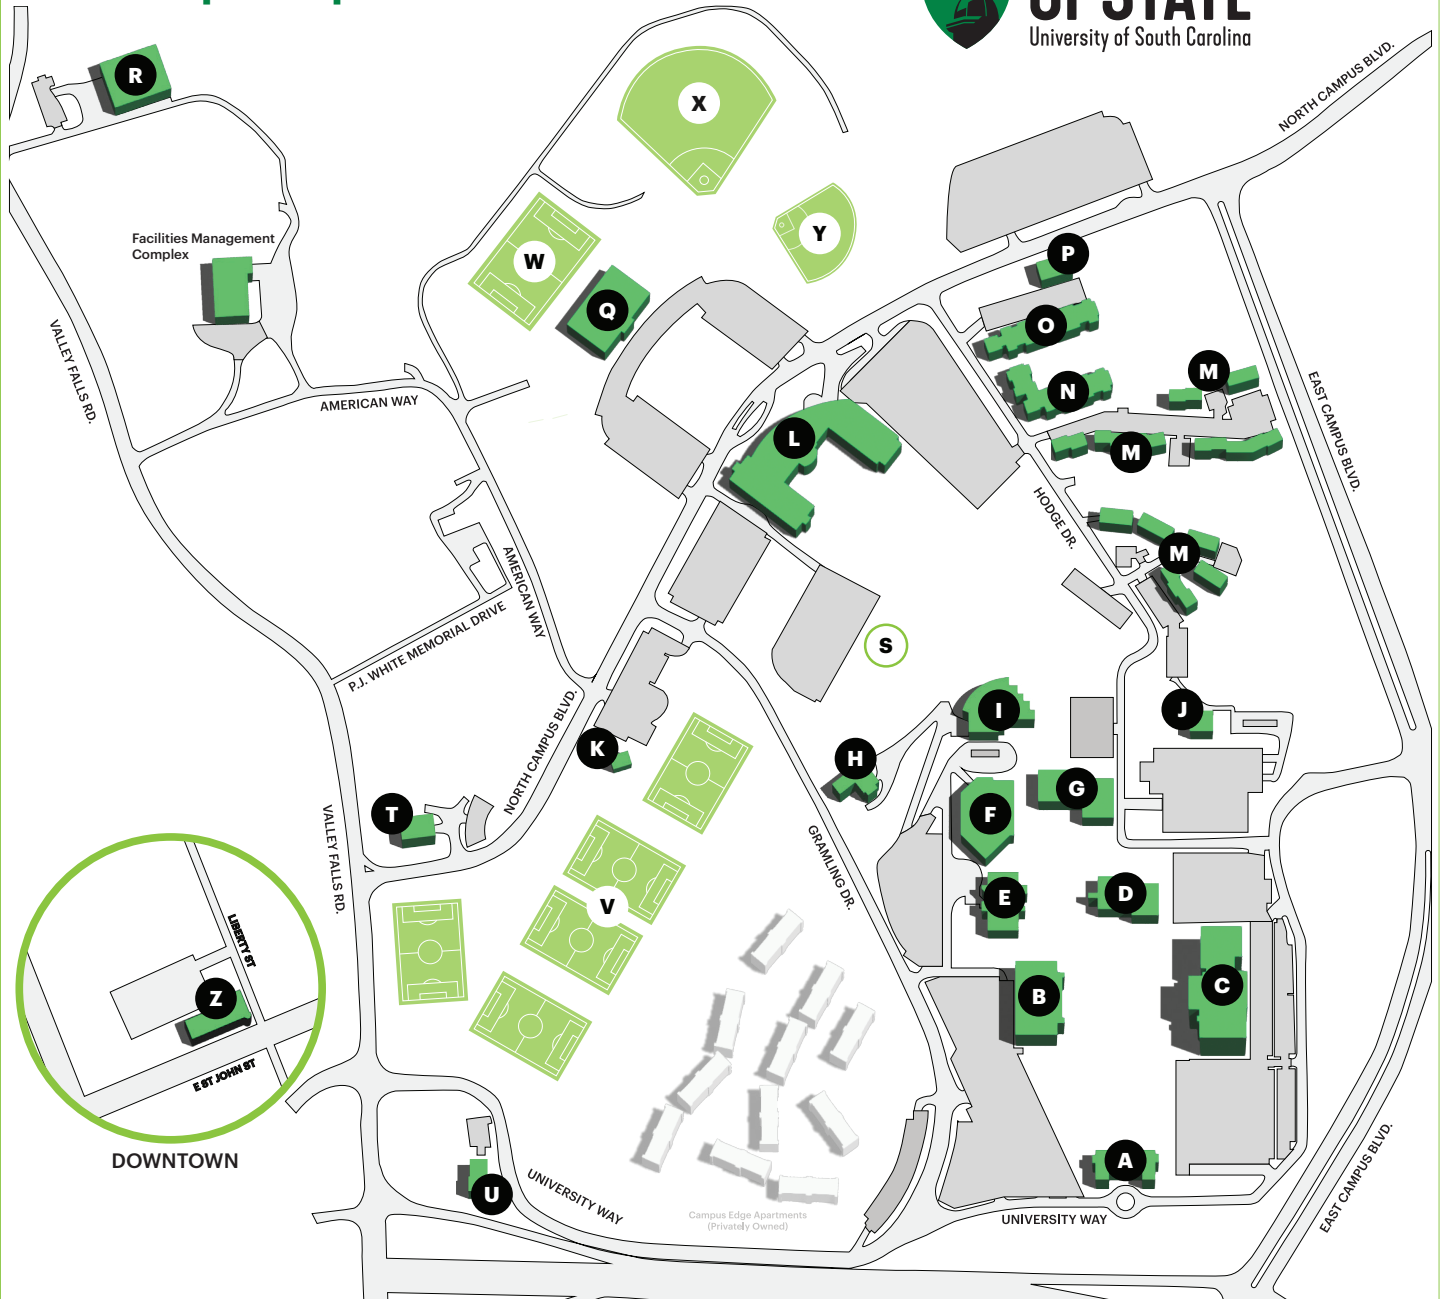 UPSTATE
University of South Carolina
NORTH CAMPUS BLVD.
R
X
Y
W
Q
P
O
N
M
M
M
L
Facilities Management
Complex
VALLEY FALLS RD.
AMERICAN WAY
EAST CAMPUS BLVD.
HODGE DR.
AMERICAN WAY
P.J. WHITE MEMORIAL DRIVE
S
NORTH CAMPUS BLVD.
K
I
J
H
G
F
T
VALLEY FALLS RD.
GRAMLING DR.
E
D
V
LIBERTY ST
Z
E ST JOHN ST
DOWNTOWN
B
C
A
U
UNIVERSITY WAY
Campus Edge Apartments
(Privately Owned)
UNIVERSITY WAY
EAST CAMPUS BLVD.